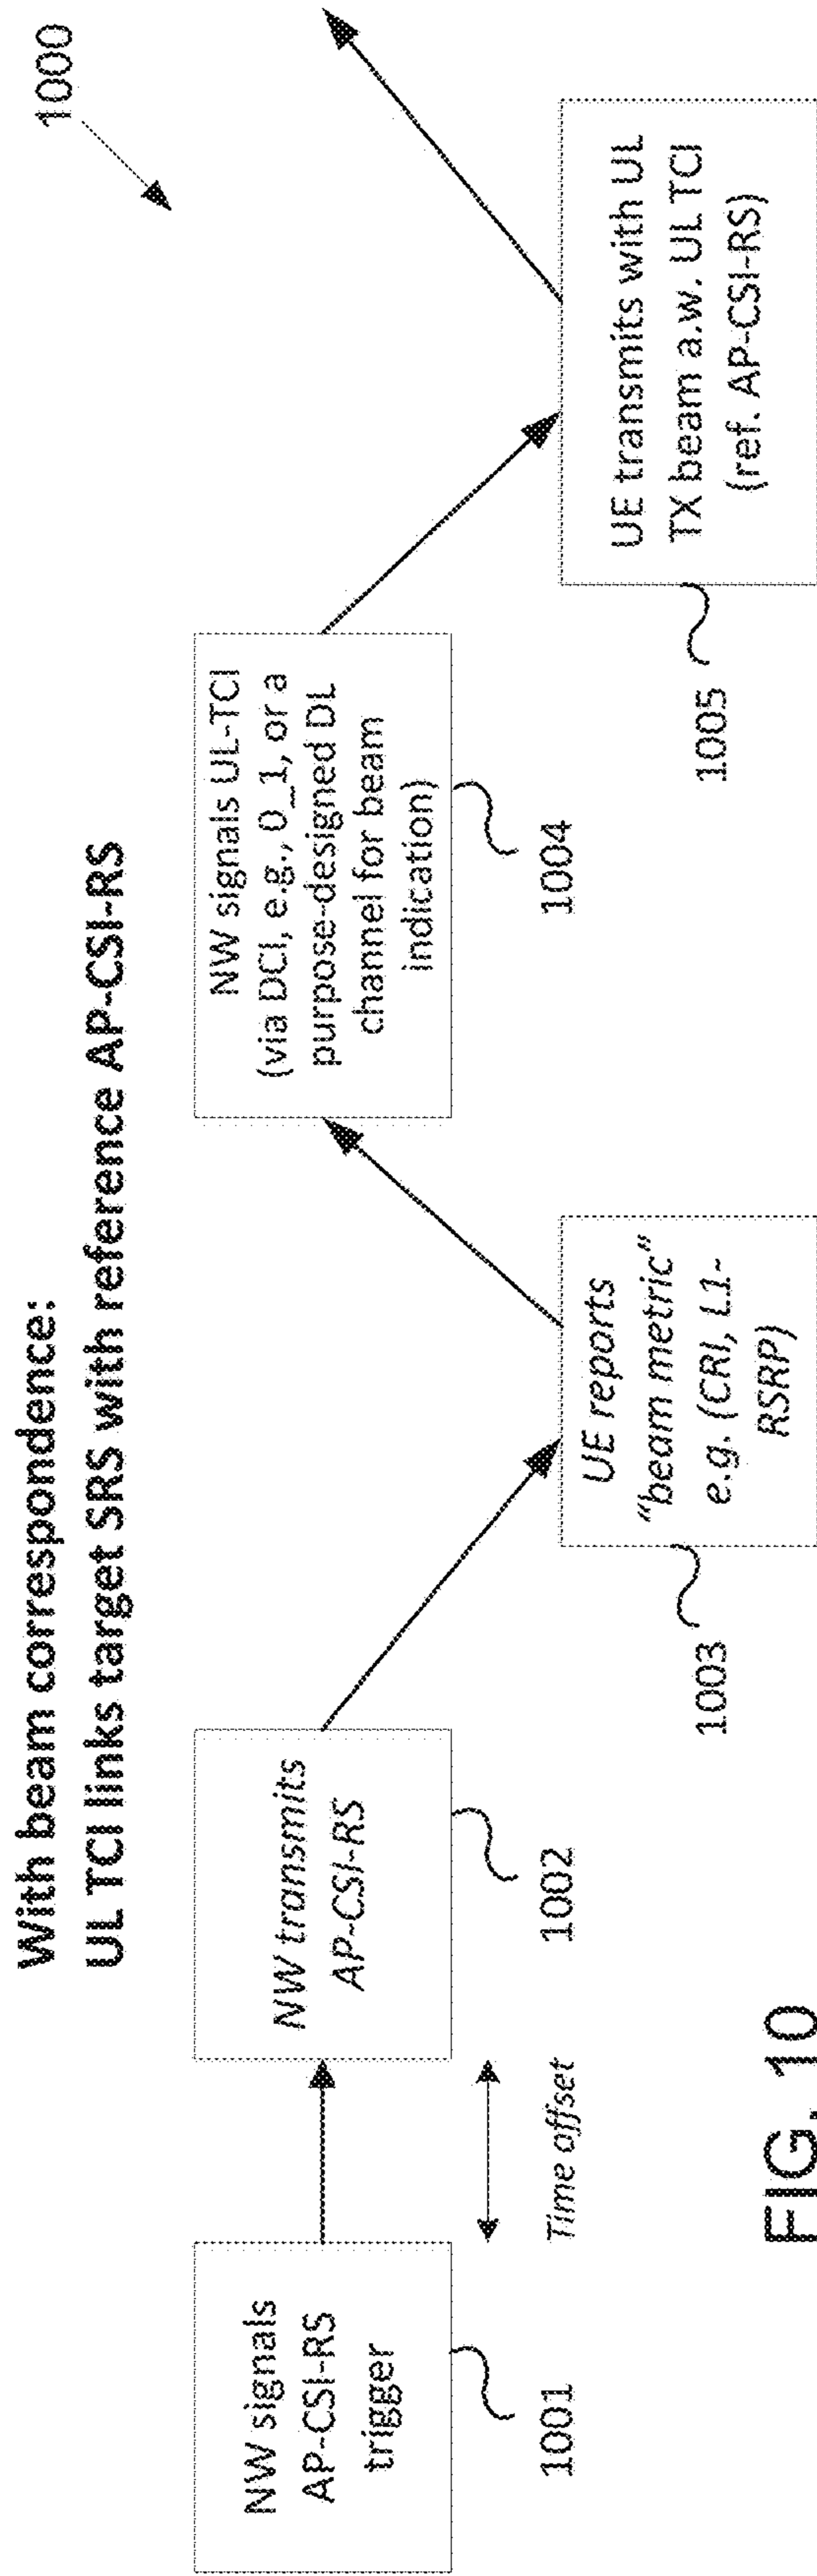 1000
With beam correspondence:
UL TCI links target SRS with reference AP-CSI-RS
NW signals
AP-CSI-RS
trigger
1001
Time offset
NW transmits
AP-CSI-RS
1002
UE reports
“beam metric”
e.g. (CRI, L1-
RSRP)
1003
NW signals UL-TCI
(via DCI, e.g., 0_1, or a
purpose-designed DL
channel for beam
indication)
1004
UE transmits with UL
TX beam a.w. UL TCI
(ref. AP-CSI-RS)
1005
FIG. 10